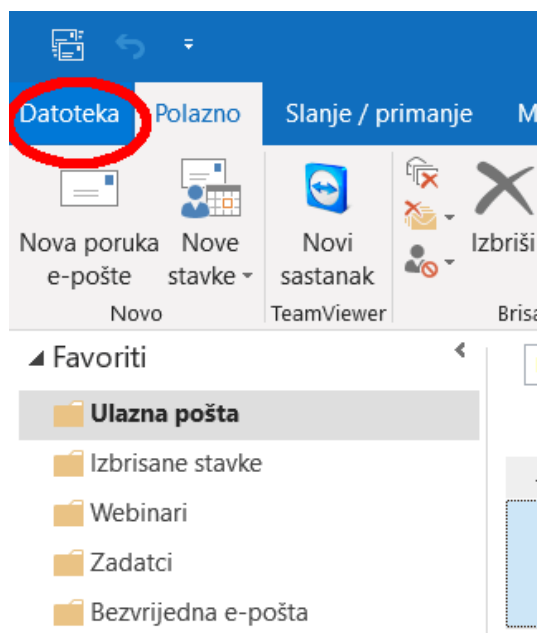 Datoteka Polazno Slanje / primanje M
Nova poruka e-pošte
Nove stavke
Novi sastanak
Izbriši
Novo
TeamViewer
Brisa
Favoriti
Ulazna pošta
Izbrisane stavke
Webinari
Zadatci
Bezvrijedna e-pošta